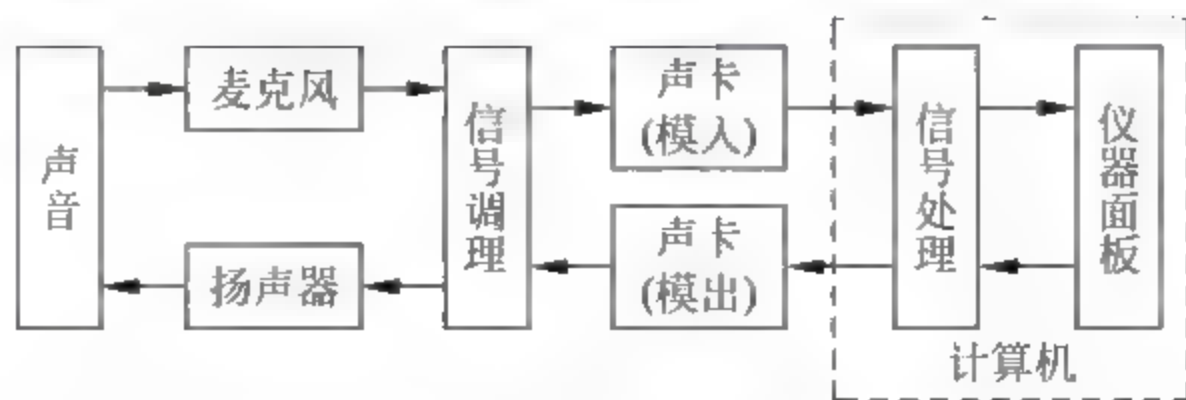 声音
麦克风
扬声器
信号调理
声卡
(模入)
声卡
(模出)
信号处理
仪器面板
计算机